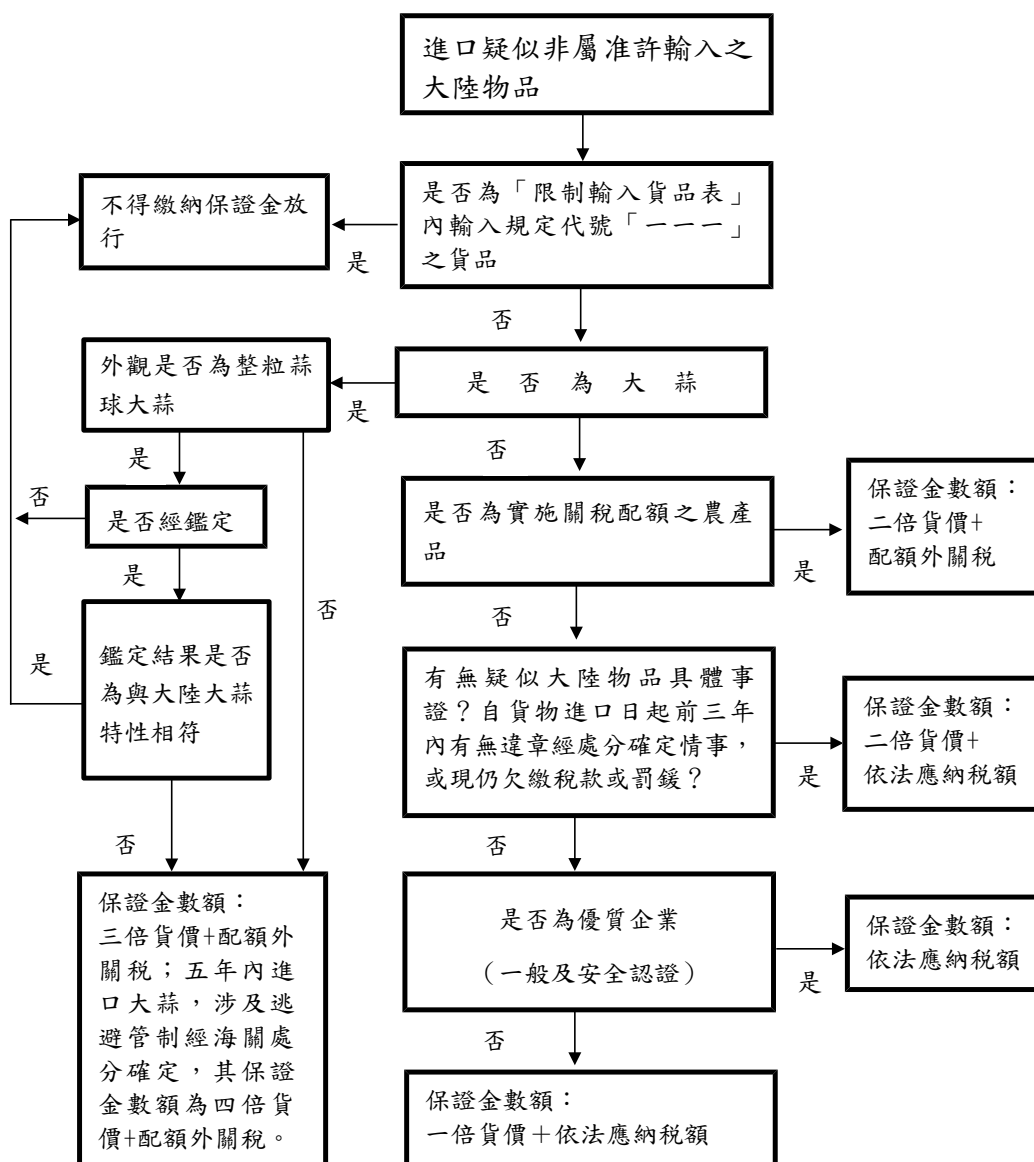 進口疑似非屬准許輸入之
大陸物品
是否為「限制輸入貨品表」
內輸入規定代號「一一一」
之貨品
是
不得繳納保證金放
行
否
是 否 為 大 蒜
是
外觀是否為整粒蒜
球大蒜
是
否
是否經鑑定
否
是
鑑定結果是否
為與大陸大蒜
特性相符
是
否
保證金數額：
三倍貨價+配額外
關稅；五年內進
口大蒜，涉及逃
避管制經海關處
分確定，其保證
金數額為四倍貨
價+配額外關稅。
否
是否為實施關稅配額之農產
品
是
保證金數額：
二倍貨價+
配額外關稅
否
有無疑似大陸物品具體事
證？自貨物進口日起前三年
內有無違章經處分確定情事，
或現仍欠繳稅款或罰鍰？
是
保證金數額：
二倍貨價+
依法應納稅額
否
是否為優質企業
（一般及安全認證）
是
保證金數額：
依法應納稅額
否
保證金數額：
一倍貨價＋依法應納稅額